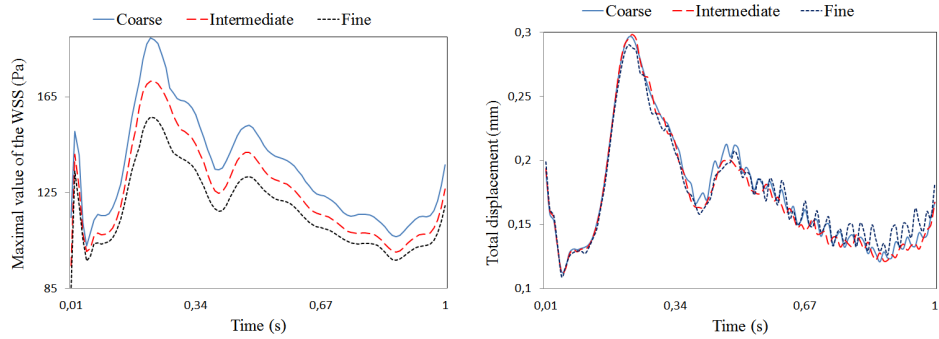 Coarse Intermediate Fine
Maximal value of the WSS (Pa)
165
125
85
0,01 0,34 0,67 1
Time (s)
Coarse Intermediate Fine
Total displacement (mm)
0,3
0,25
0,2
0,15
0,1
0,01 0,34 0,67 1
Time (s)